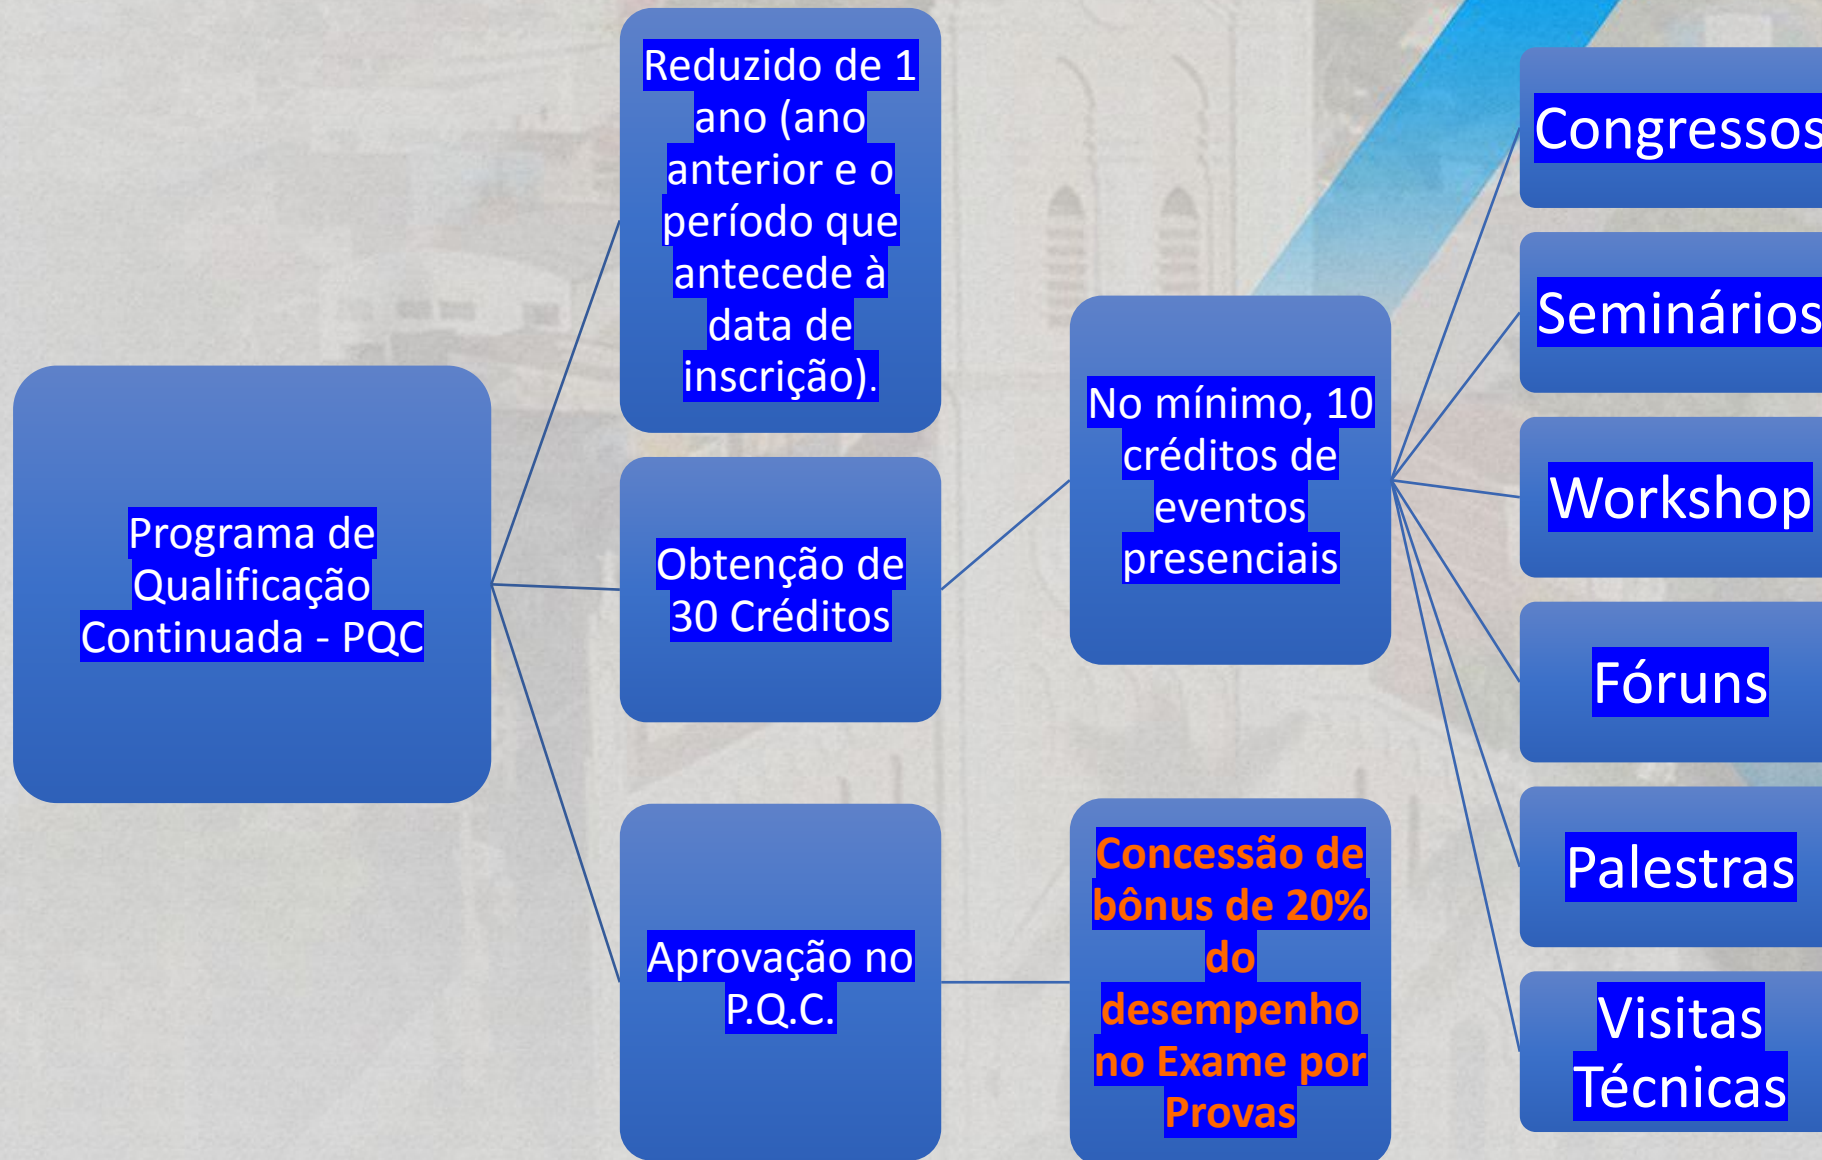 Programa de
Qualificação
Continuada - PQC
Reduzido de 1
ano (ano
anterior e o
período que
antecede à
data de
inscrição).
Obtenção de
30 Créditos
Aprovação no
P.Q.C.
No mínimo, 10
créditos de
eventos
presenciais
Concessão de
bônus de 20%
do
desempenho
no Exame por
Provas
Congressos
Seminários
Workshop
Fóruns
Palestras
Visitas
Técnicas